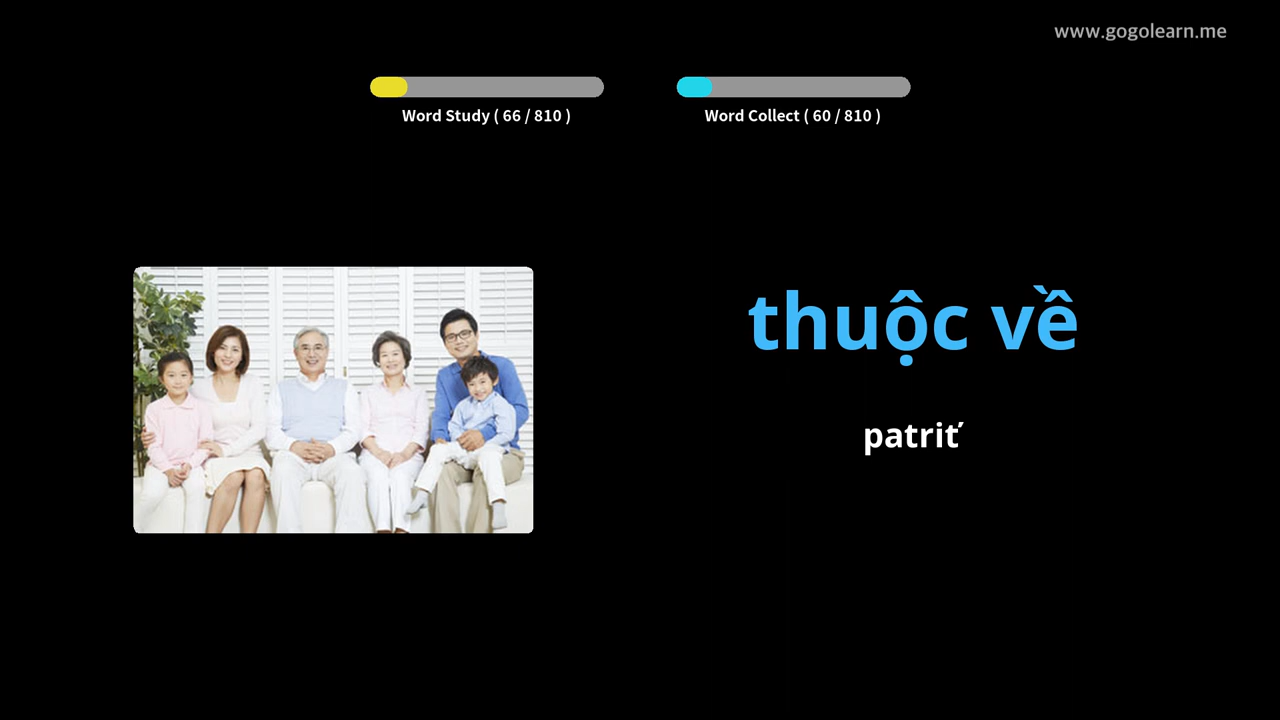 www.gogolearn.me
Word Study ( 66 / 810 )
Word Collect ( 60 / 810 )
thuộc về
patriť